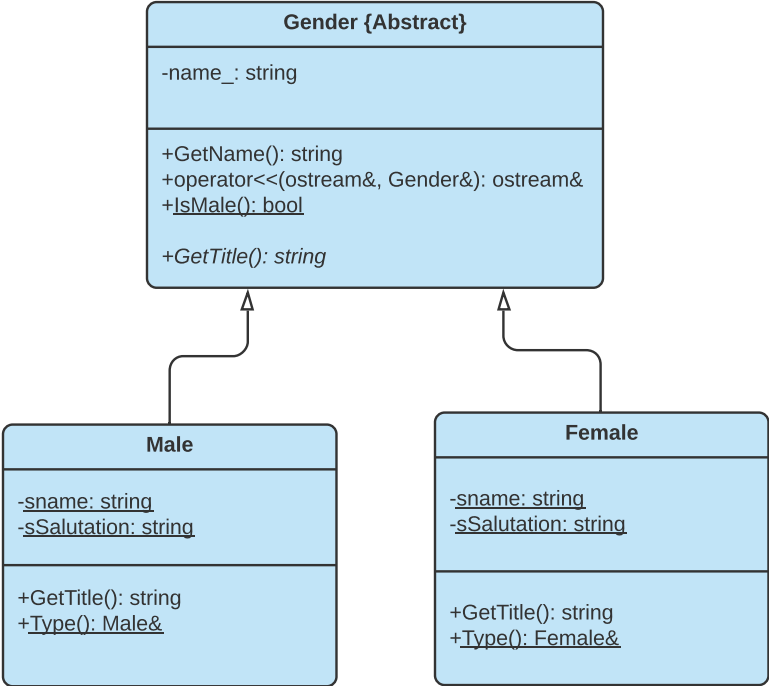 Gender {Abstract}
-name_: string
+GetName(): string
+operator<<(ostream&, Gender&): ostream&
+IsMale(): bool
+GetTitle(): string
Male
-sname: string
-sSalutation: string
+GetTitle(): string
+Type(): Male&
Female
-sname: string
-sSalutation: string
+GetTitle(): string
+Type(): Female&